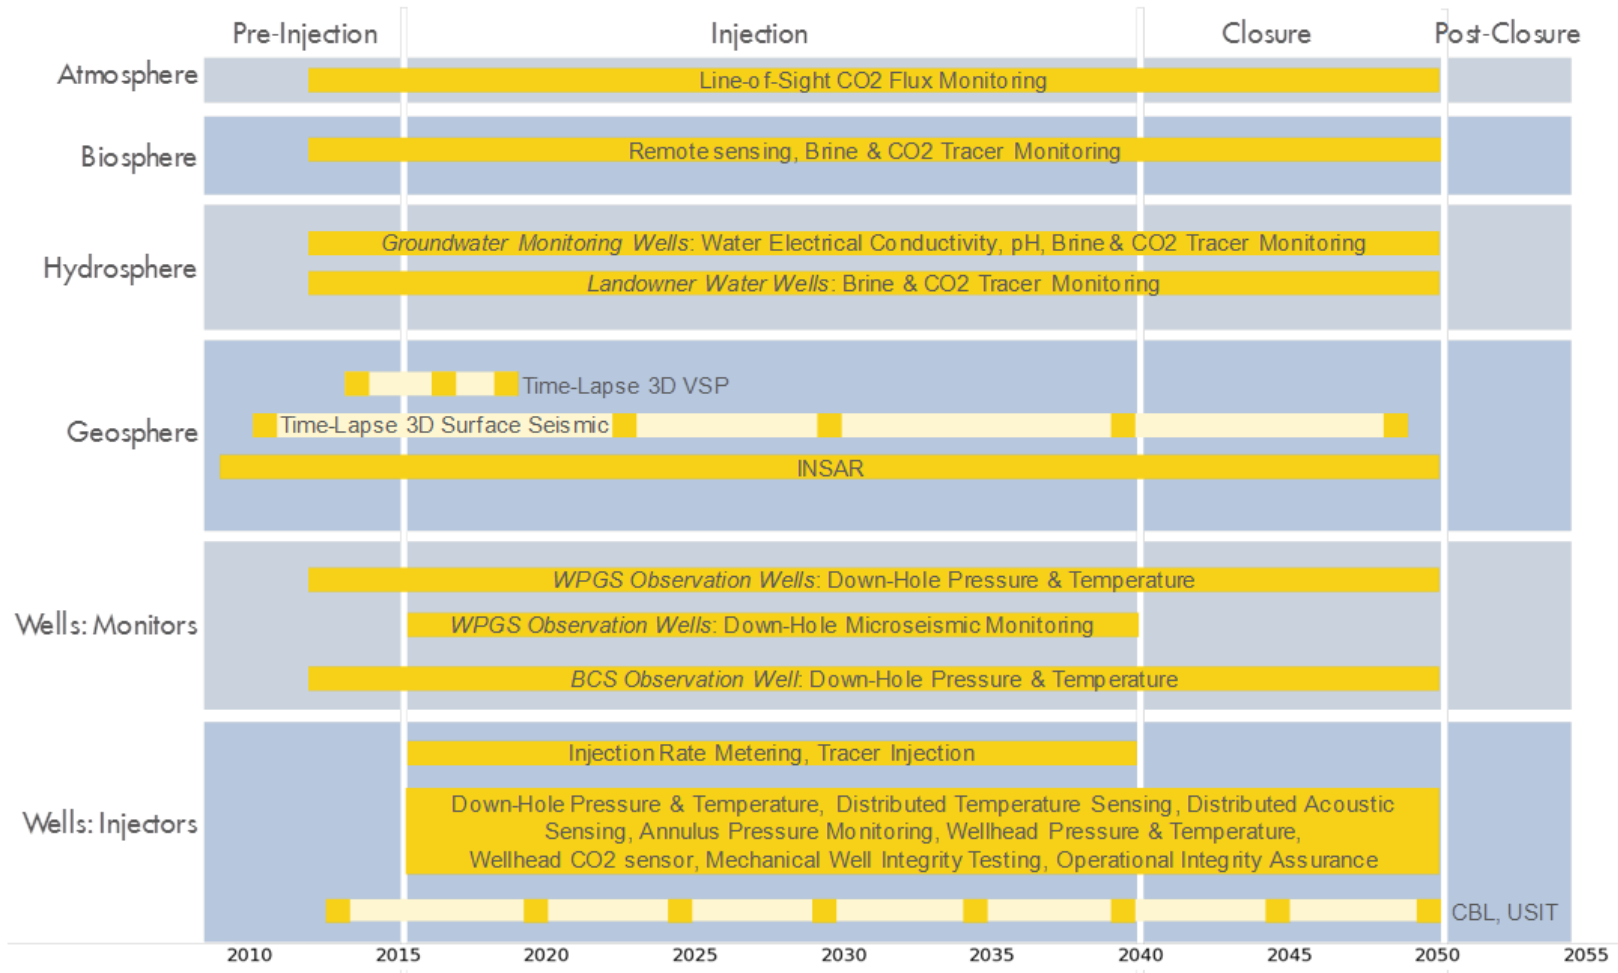 Pre-Injection Injection Closure Post-Closure
Atmosphere
Line-of-Sight CO2 Flux Monitoring
Biosphere
Remote sensing, Brine & CO2 Tracer Monitoring
Hydrosphere
Groundwater Monitoring Wells: Water Electrical Conductivity, pH, Brine & CO2 Tracer Monitoring
Landowner Water Wells: Brine & CO2 Tracer Monitoring
Geosphere
Time-Lapse 3D VSP
Time-Lapse 3D Surface Seismic
INSAR
Wells: Monitors
WPGS Observation Wells: Down-Hole Pressure & Temperature
WPGS Observation Wells: Down-Hole Microseismic Monitoring
BCS Observation Well: Down-Hole Pressure & Temperature
Wells: Injectors
Injection Rate Metering, Tracer Injection
Down-Hole Pressure & Temperature, Distributed Temperature Sensing, Distributed Acoustic
Sensing, Annulus Pressure Monitoring, Wellhead Pressure & Temperature,
Wellhead CO2 sensor, Mechanical Well Integrity Testing, Operational Integrity Assurance
CBL, USIT
2010 2015 2020 2025 2030 2035 2040 2045 2050 2055